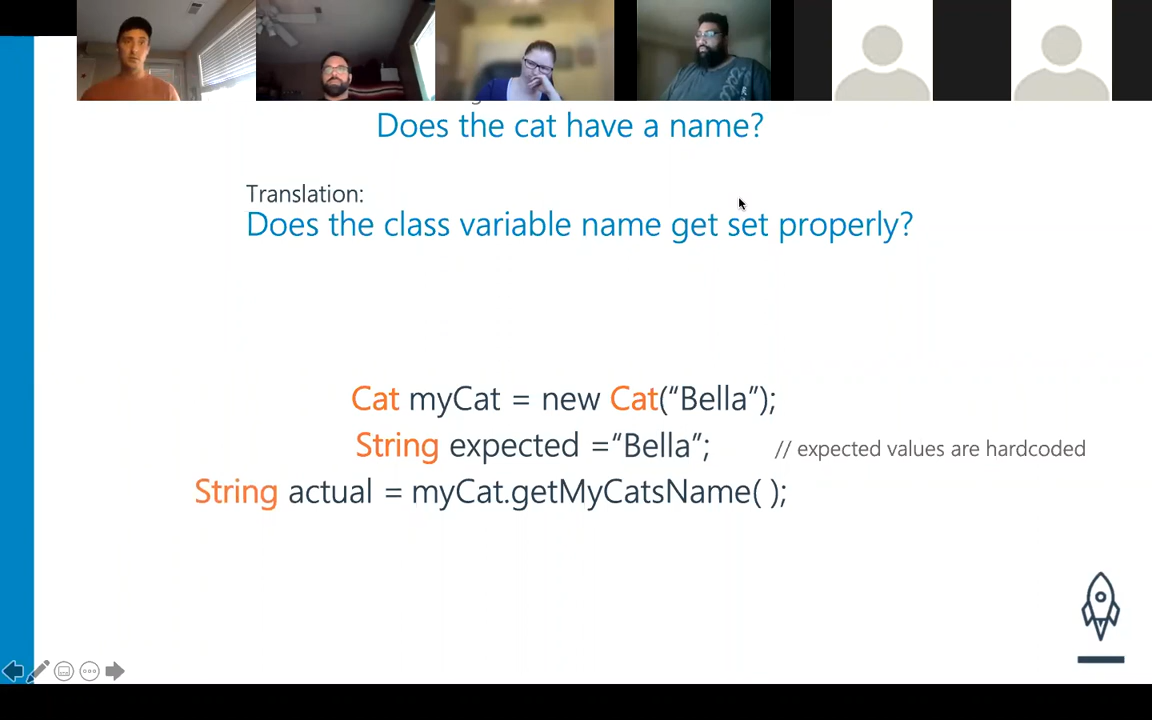 Does the cat have a name?
Translation:
Does the class variable name get set properly?
Cat myCat = new Cat(“Bella”);
String expected =“Bella”; // expected values are hardcoded
String actual = myCat.getMyCatsName( );